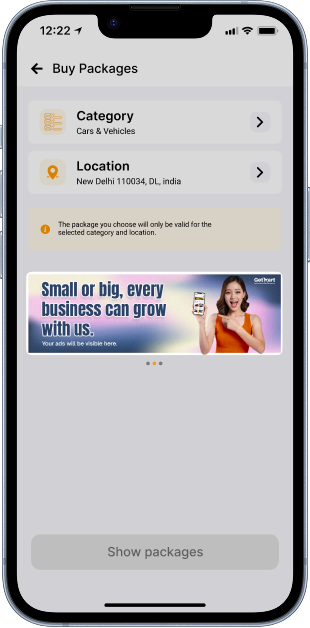 12:22
Buy Packages
Category
Cars & Vehicles
Location
New Delhi 110034, DL, india
The package you choose will only be valid for the
selected category and location.
Small or big, every
business can grow
with us.
Your ads will be visible here.
Show packages